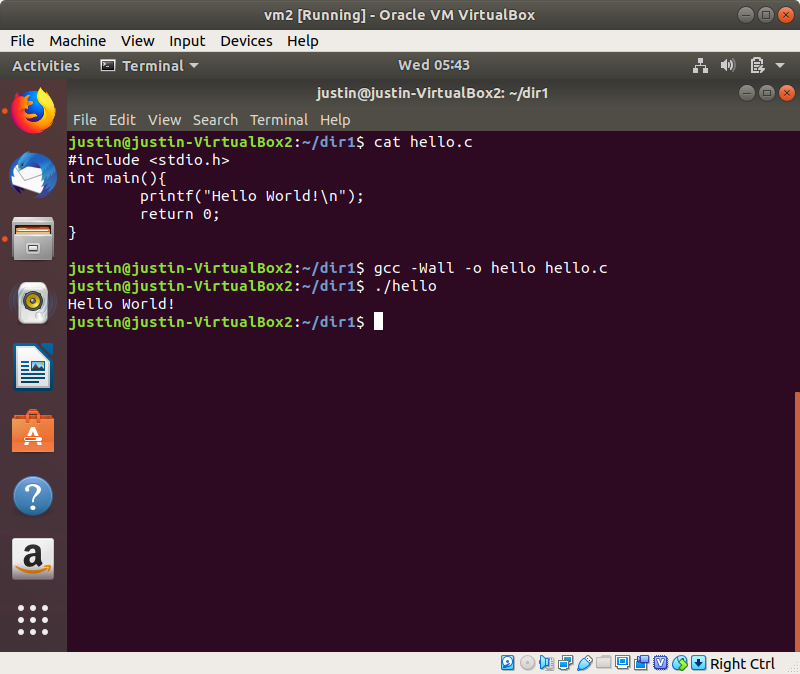 vm2 [Running] - Oracle VM VirtualBox
File Machine View Input Devices Help
Activities Terminal Wed 05:43
justin@justin-VirtualBox2: ~/dir1
File Edit View Search Terminal Help
justin@justin-VirtualBox2:~/dir1$ cat hello.c
#include <stdio.h>
int main(){
        printf("Hello World!\n");
        return 0;
}
justin@justin-VirtualBox2:~/dir1$ gcc -Wall -o hello hello.c
justin@justin-VirtualBox2:~/dir1$ ./hello
Hello World!
justin@justin-VirtualBox2:~/dir1$
A
?
a
V
Right Ctrl